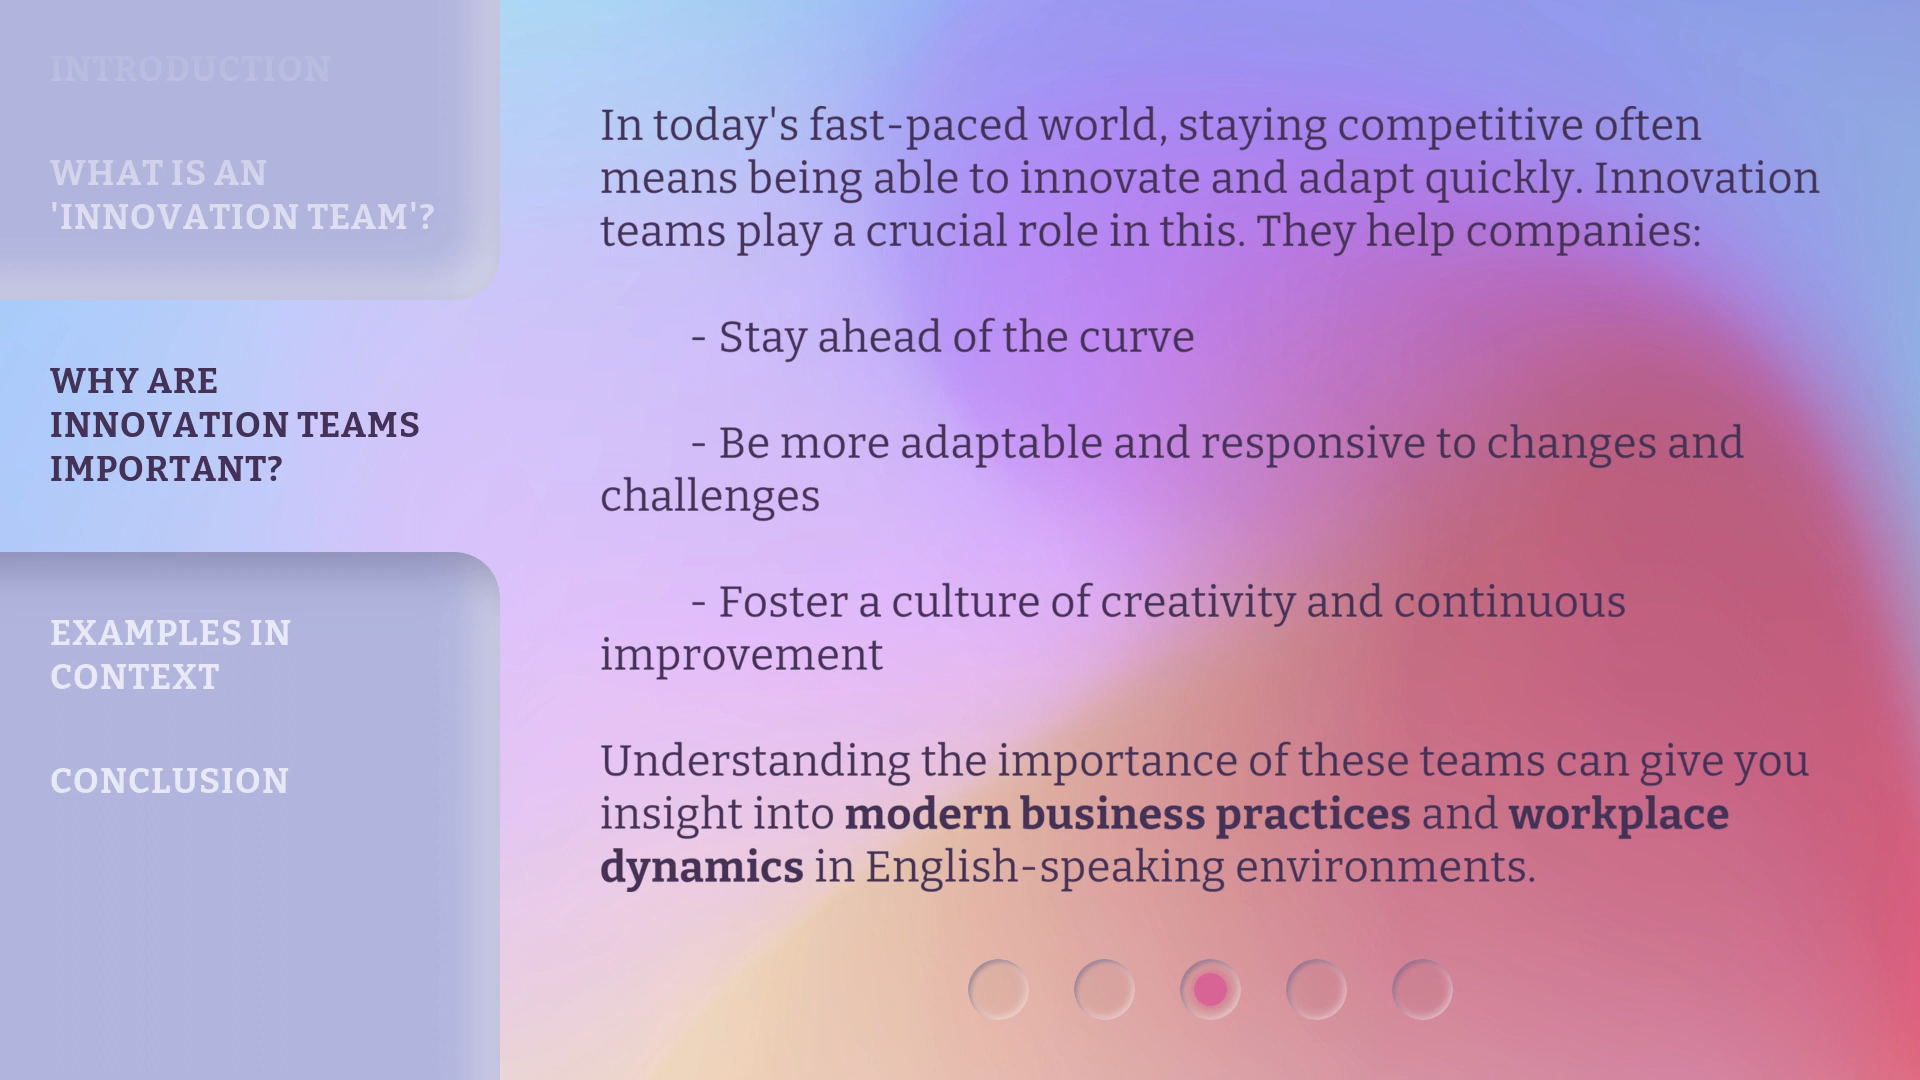 INTRODUCTION
WHAT IS AN
'INNOVATION TEAM'?
WHY ARE
INNOVATION TEAMS
IMPORTANT?
EXAMPLES IN
CONTEXT
CONCLUSION
In today's fast-paced world, staying competitive often
means being able to innovate and adapt quickly. Innovation
teams play a crucial role in this. They help companies:
- Stay ahead of the curve
- Be more adaptable and responsive to changes and
challenges
- Foster a culture of creativity and continuous
improvement
Understanding the importance of these teams can give you
insight into modern business practices and workplace
dynamics in English-speaking environments.